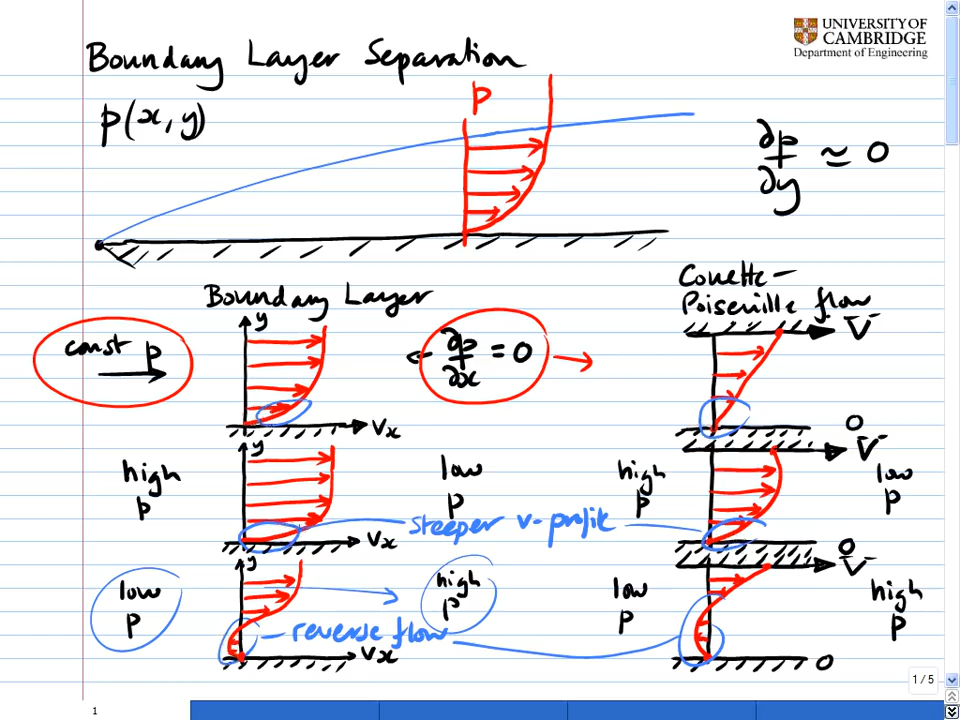 UNIVERSITY OF
CAMBRIDGE
Department of Engineering
Boundary Layer Separation
p(x, y)
p
∂p/∂y ≃ 0
Boundary Layer
Couette-
Poiseuille flow
const p
y
Vx
← ∂p/∂x = 0 →
V
0
high
p
y
Vx
low
p
steeper v-profile
high
p
V
low
p
0
low
p
y
Vx
high
p
reverse flow
low
p
V
high
p
0
1 / 5
1